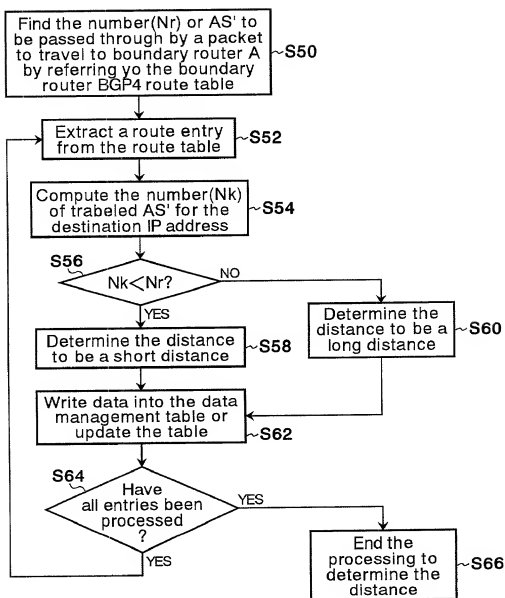 Find the number(Nr) or AS' to
be passed through by a packet
to travel to boundary router A
by referring yo the boundary
router BGP4 route table
S50
Extract a route entry
from the route table
S52
Compute the number(Nk)
of trabeled AS' for the
destination IP address
S54
S56
Nk<Nr?
NO
YES
Determine the distance
to be a short distance
S58
Determine the
distance to be a
long distance
S60
Write data into the data
management table or
update the table
S62
S64
Have
all entries been
processed
?
YES
YES
End the
processing to
determine the
distance
S66